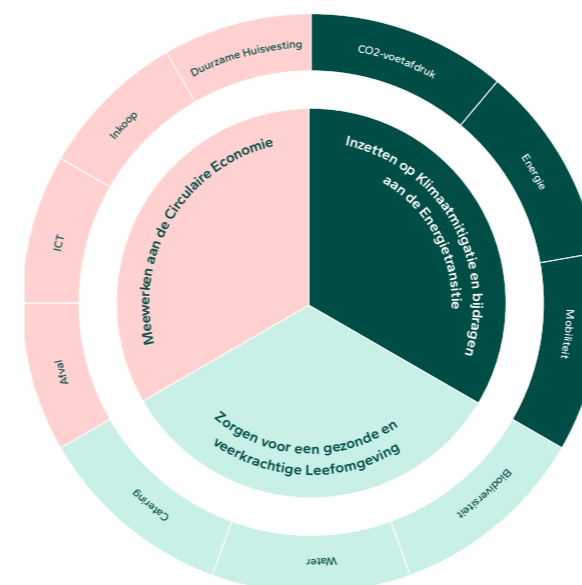 Duurzame Huisvesting
CO2-voetafdruk
Inkoop
Energie
ICT
Mobiliteit
Afval
Biodiversiteit
Catering
Water
Meewerken aan de Circulaire Economie
Inzetten op Klimaatmitigatie en bijdragen
aan de Energietransitie
Zorgen voor een gezonde en
veerkrachtige Leefomgeving